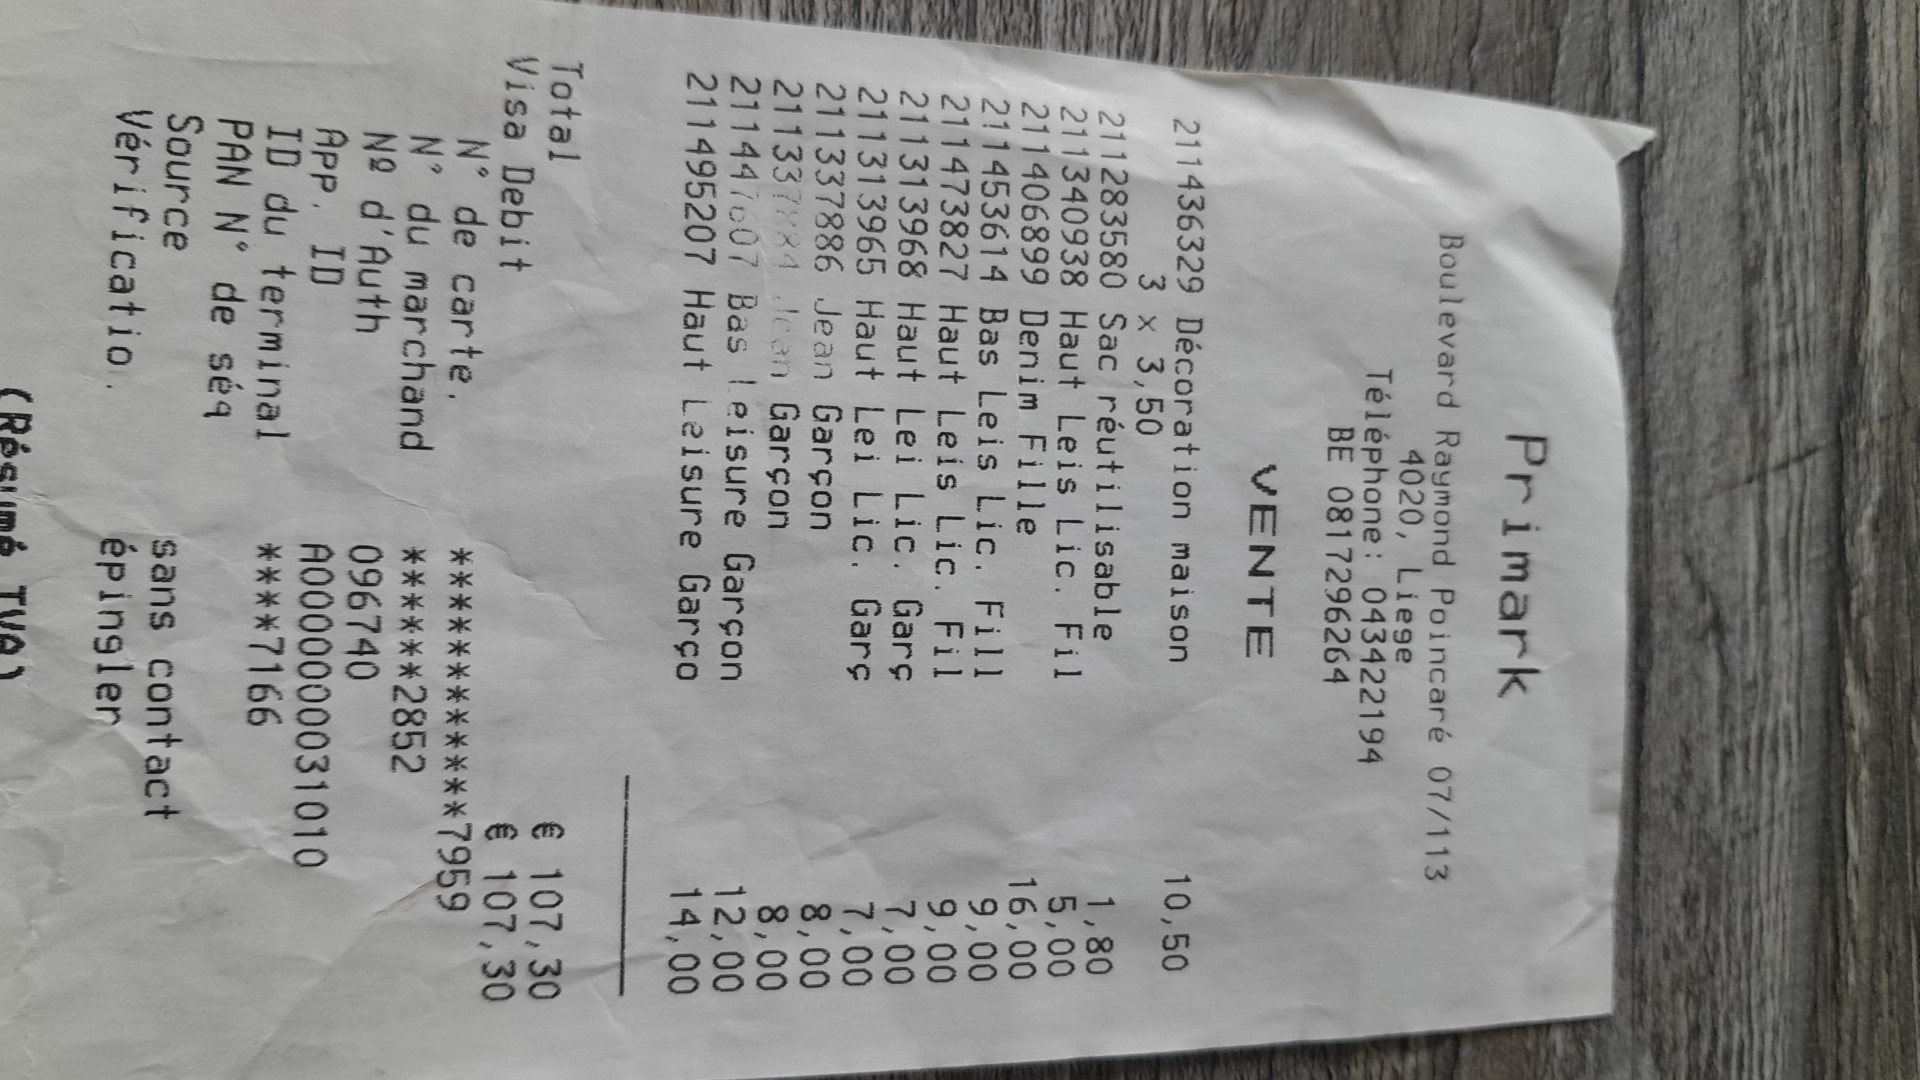 Primark
Boulevard Raymond Poincaré 07/113
4020, Liege
Téléphone: 043422194
BE 0817296264
VENTE
211436329 Décoration maison 10,50
3 x 3,50
211283580 Sac réutilisable 1,80
211340938 Haut Leis Lic. Fil 5,00
211406899 Denim Fille 16,00
211453614 Bas Leis Lic. Fill 9,00
211473827 Haut Leis Lic. Fil 9,00
211313968 Haut Lei Lic. Garç 7,00
211313965 Haut Lei Lic. Garç 7,00
211337886 Jean Garçon 8,00
211337884 Jean Garçon 8,00
211447607 Bas leisure Garçon 12,00
211495207 Haut Leisure Garço 14,00
Total € 107,30
Visa Debit € 107,30
N° de carte. ************7959
N° du marchand ******2852
Nº d'Auth 096740
App. ID A0000000031010
ID du terminal ****7166
PAN N° de séq
Source sans contact
Vérificatio. épingler
(Résumé TVA)